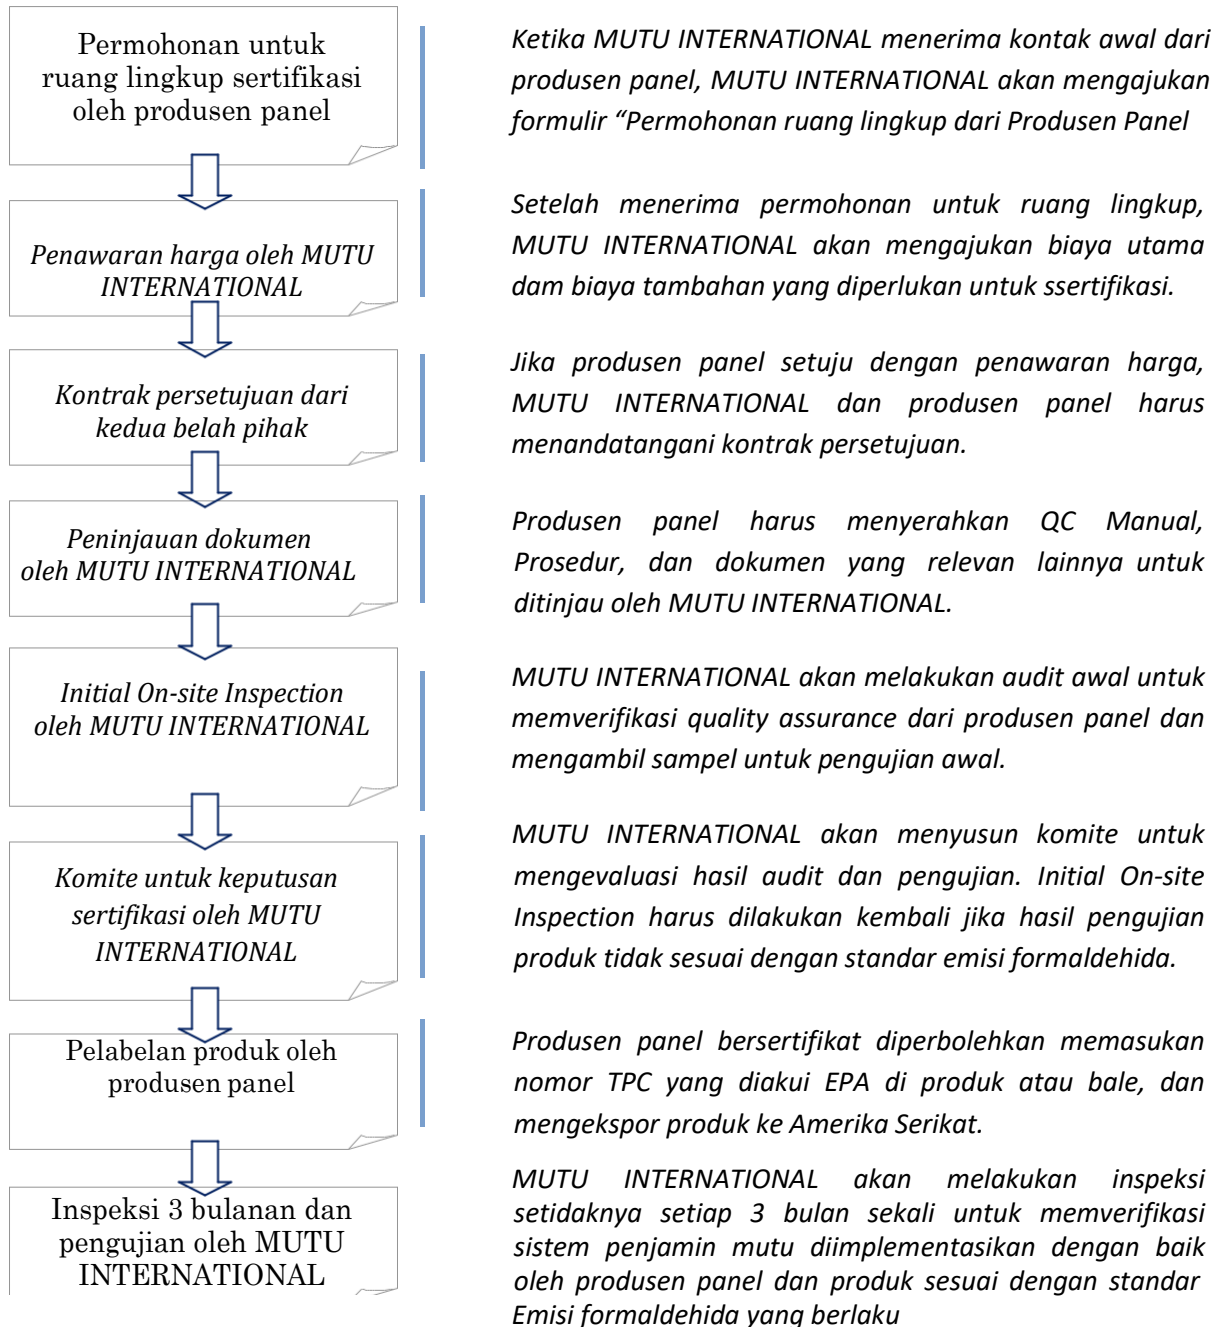 Permohonan untuk
ruang lingkup sertifikasi
oleh produsen panel
Ketika MUTU INTERNATIONAL menerima kontak awal dari
produsen panel, MUTU INTERNATIONAL akan mengajukan
formulir “Permohonan ruang lingkup dari Produsen Panel
Penawaran harga oleh MUTU
INTERNATIONAL
Setelah menerima permohonan untuk ruang lingkup,
MUTU INTERNATIONAL akan mengajukan biaya utama
dam biaya tambahan yang diperlukan untuk ssertifikasi.
Kontrak persetujuan dari
kedua belah pihak
Jika produsen panel setuju dengan penawaran harga,
MUTU INTERNATIONAL dan produsen panel harus
menandatangani kontrak persetujuan.
Peninjauan dokumen
oleh MUTU INTERNATIONAL
Produsen panel harus menyerahkan QC Manual,
Prosedur, dan dokumen yang relevan lainnya untuk
ditinjau oleh MUTU INTERNATIONAL.
Initial On-site Inspection
oleh MUTU INTERNATIONAL
MUTU INTERNATIONAL akan melakukan audit awal untuk
memverifikasi quality assurance dari produsen panel dan
mengambil sampel untuk pengujian awal.
Komite untuk keputusan
sertifikasi oleh MUTU
INTERNATIONAL
MUTU INTERNATIONAL akan menyusun komite untuk
mengevaluasi hasil audit dan pengujian. Initial On-site
Inspection harus dilakukan kembali jika hasil pengujian
produk tidak sesuai dengan standar emisi formaldehida.
Pelabelan produk oleh
produsen panel
Produsen panel bersertifikat diperbolehkan memasukan
nomor TPC yang diakui EPA di produk atau bale, dan
mengekspor produk ke Amerika Serikat.
Inspeksi 3 bulanan dan
pengujian oleh MUTU
INTERNATIONAL
MUTU INTERNATIONAL akan melakukan inspeksi
setidaknya setiap 3 bulan sekali untuk memverifikasi
sistem penjamin mutu diimplementasikan dengan baik
oleh produsen panel dan produk sesuai dengan standar
Emisi formaldehida yang berlaku